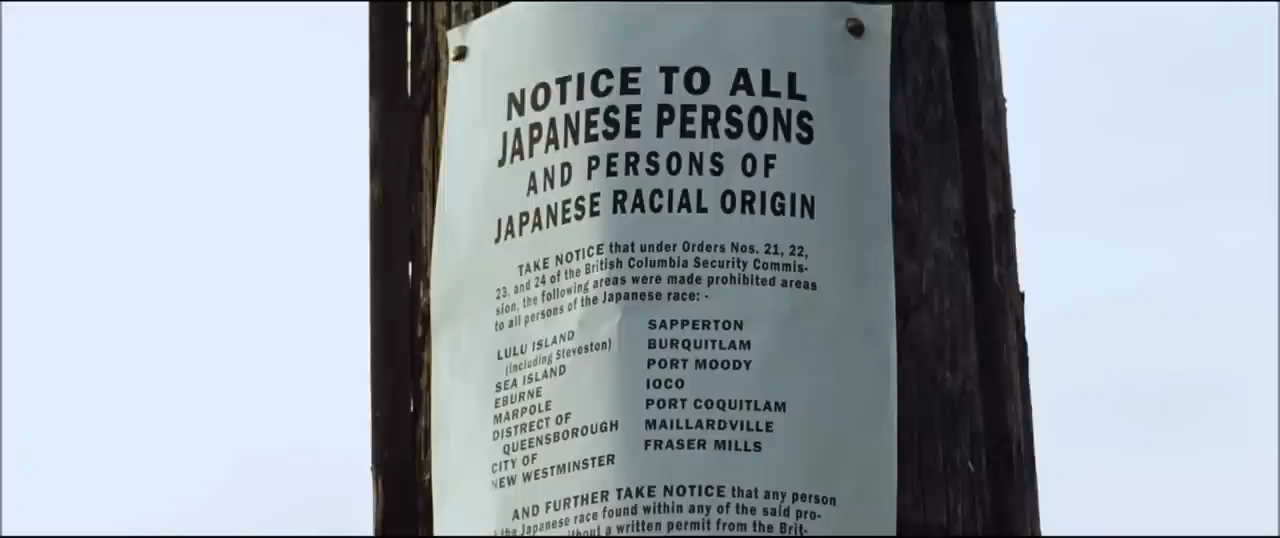 NOTICE TO ALL
JAPANESE PERSONS
AND PERSONS OF
JAPANESE RACIAL ORIGIN
TAKE NOTICE that under Orders Nos. 21, 22,
23, and 24 of the British Columbia Security Commis-
sion, the following areas were made prohibited areas
to all persons of the Japanese race: -
LULU ISLAND
(including Steveston)
SEA ISLAND
EBURNE
MARPOLE
DISTRECT OF
QUEENSBOROUGH
CITY OF
NEW WESTMINSTER
SAPPERTON
BURQUITLAM
PORT MOODY
IOCO
PORT COQUITLAM
MAILLARDVILLE
FRASER MILLS
AND FURTHER TAKE NOTICE that any person
the Japanese race found within any of the said pro-
a written permit from the Brit-